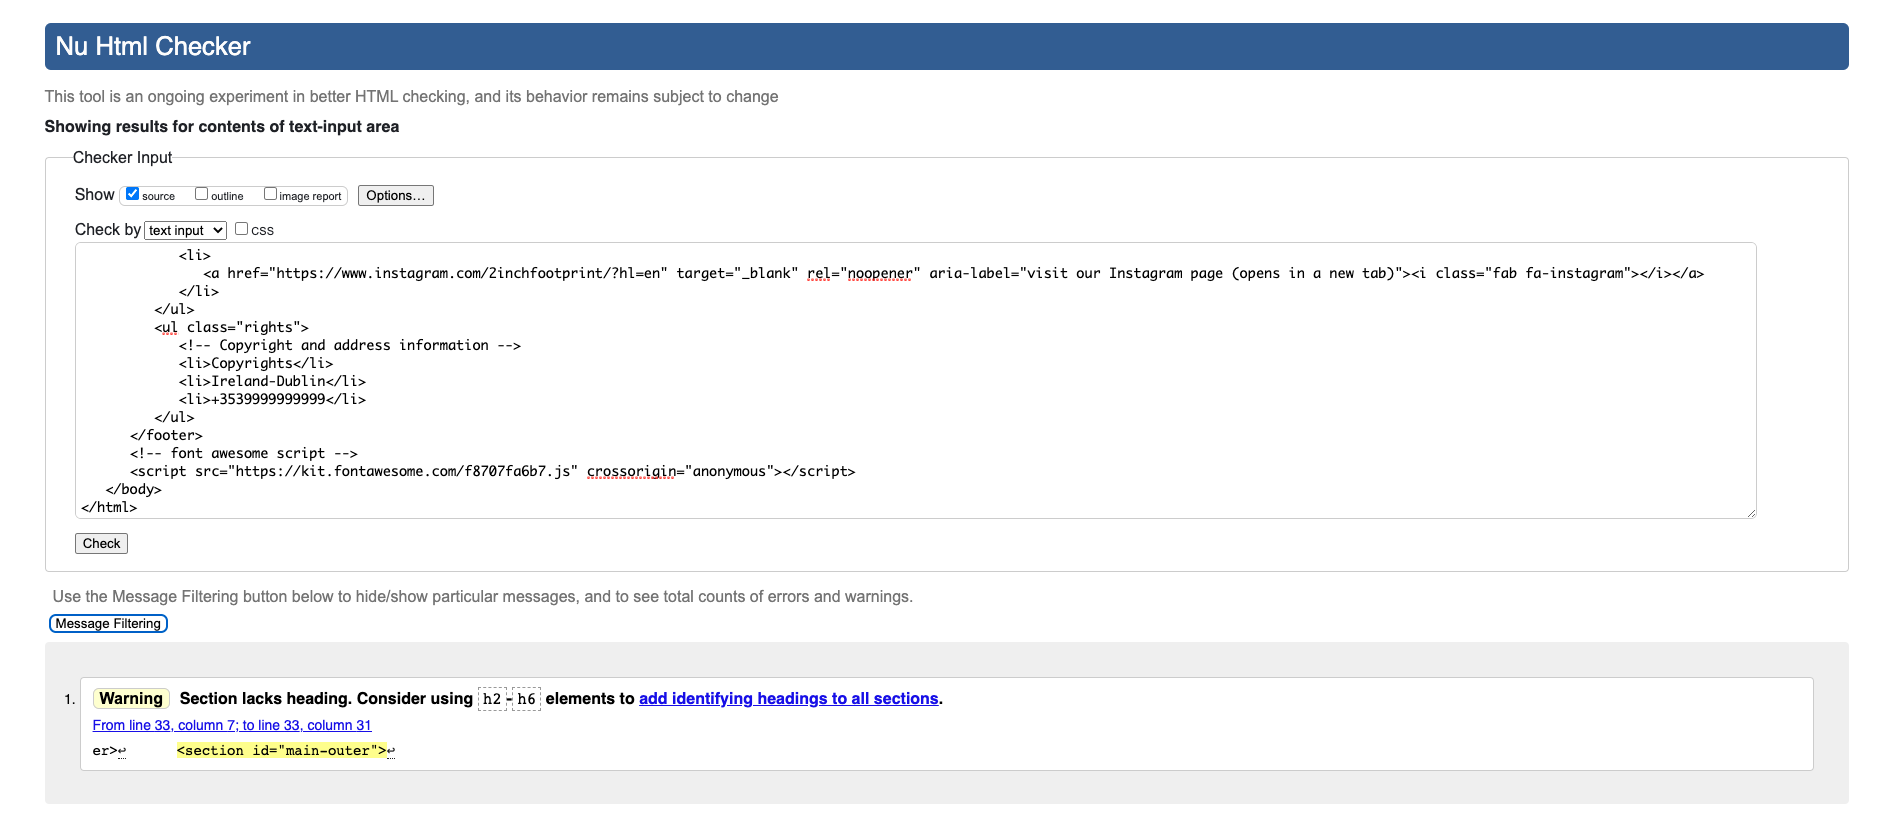 Nu Html Checker
This tool is an ongoing experiment in better HTML checking, and its behavior remains subject to change
Showing results for contents of text-input area
Checker Input
Show source outline image report Options...
Check by text input css
<li>
<a href="https://www.instagram.com/2inchfootprint/?hl=en" target="_blank" rel="noopener" aria-label="visit our Instagram page (opens in a new tab)"><i class="fab fa-instagram"></i></a>
</li>
</ul>
<ul class="rights">
<!-- Copyright and address information -->
<li>Copyrights</li>
<li>Ireland-Dublin</li>
<li>+3539999999999</li>
</ul>
</footer>
<!-- font awesome script -->
<script src="https://kit.fontawesome.com/f8707fa6b7.js" crossorigin="anonymous"></script>
</body>
</html>
Check
Use the Message Filtering button below to hide/show particular messages, and to see total counts of errors and warnings.
Message Filtering
1. Warning Section lacks heading. Consider using h2-h6 elements to add identifying headings to all sections.
From line 33, column 7; to line 33, column 31
er>↩ <section id="main-outer">↩